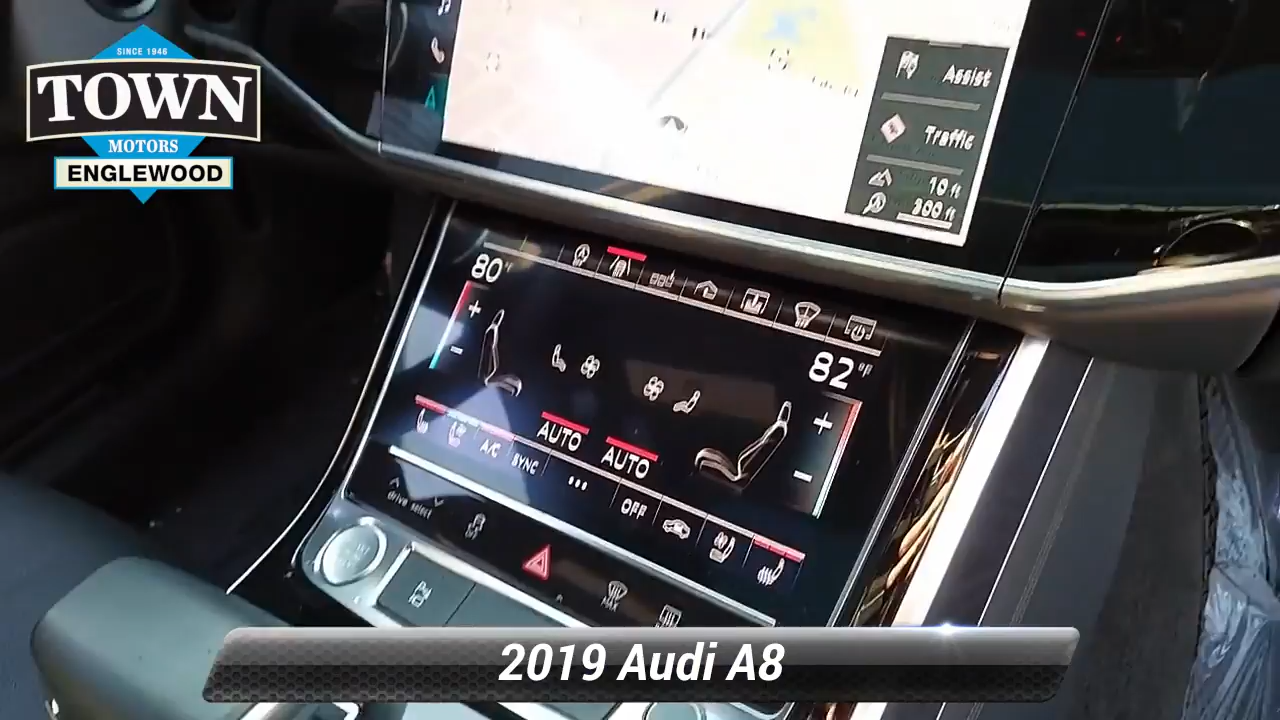 SINCE 1946
TOWN
MOTORS
ENGLEWOOD
Assist
Traffic
10 ft
300 ft
80°F
82°F
+
−
+
−
AUTO
AUTO
A/C
SYNC
OFF
drive select
OFF
MAX
2019 Audi A8